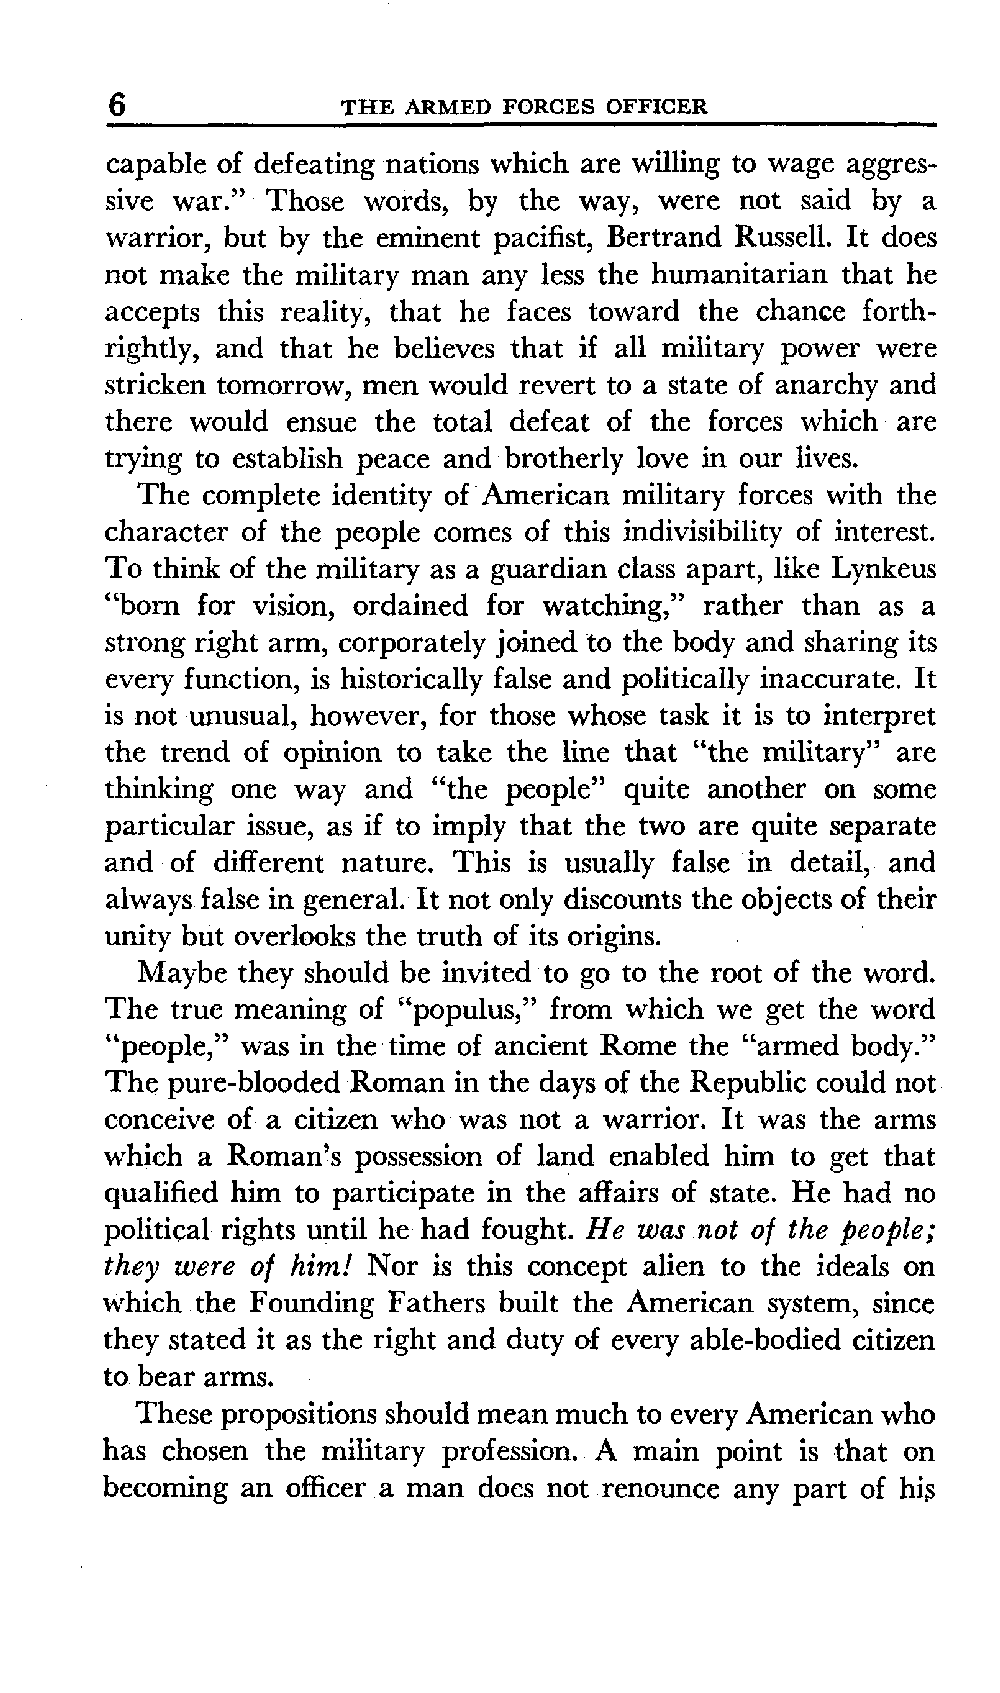 6 THE ARMED FORCES OFFICER
capable of defeating nations which are willing to wage aggres-
sive war.” Those words, by the way, were not said by a
warrior, but by the eminent pacifist, Bertrand Russell. It does
not make the military man any less the humanitarian that he
accepts this reality, that he faces toward the chance forth-
rightly, and that he believes that if all military power were
stricken tomorrow, men would revert to a state of anarchy and
there would ensue the total defeat of the forces which are
trying to establish peace and brotherly love in our lives.
The complete identity of American military forces with the
character of the people comes of this indivisibility of interest.
To think of the military as a guardian class apart, like Lynkeus
“born for vision, ordained for watching,” rather than as a
strong right arm, corporately joined to the body and sharing its
every function, is historically false and politically inaccurate. It
is not unusual, however, for those whose task it is to interpret
the trend of opinion to take the line that “the military” are
thinking one way and “the people” quite another on some
particular issue, as if to imply that the two are quite separate
and of different nature. This is usually false in detail, and
always false in general. It not only discounts the objects of their
unity but overlooks the truth of its origins.
Maybe they should be invited to go to the root of the word.
The true meaning of “populus,” from which we get the word
“people,” was in the time of ancient Rome the “armed body.”
The pure-blooded Roman in the days of the Republic could not
conceive of a citizen who was not a warrior. It was the arms
which a Roman’s possession of land enabled him to get that
qualified him to participate in the affairs of state. He had no
political rights until he had fought. He was not of the people;
they were of him! Nor is this concept alien to the ideals on
which the Founding Fathers built the American system, since
they stated it as the right and duty of every able-bodied citizen
to bear arms.
These propositions should mean much to every American who
has chosen the military profession. A main point is that on
becoming an officer a man does not renounce any part of his